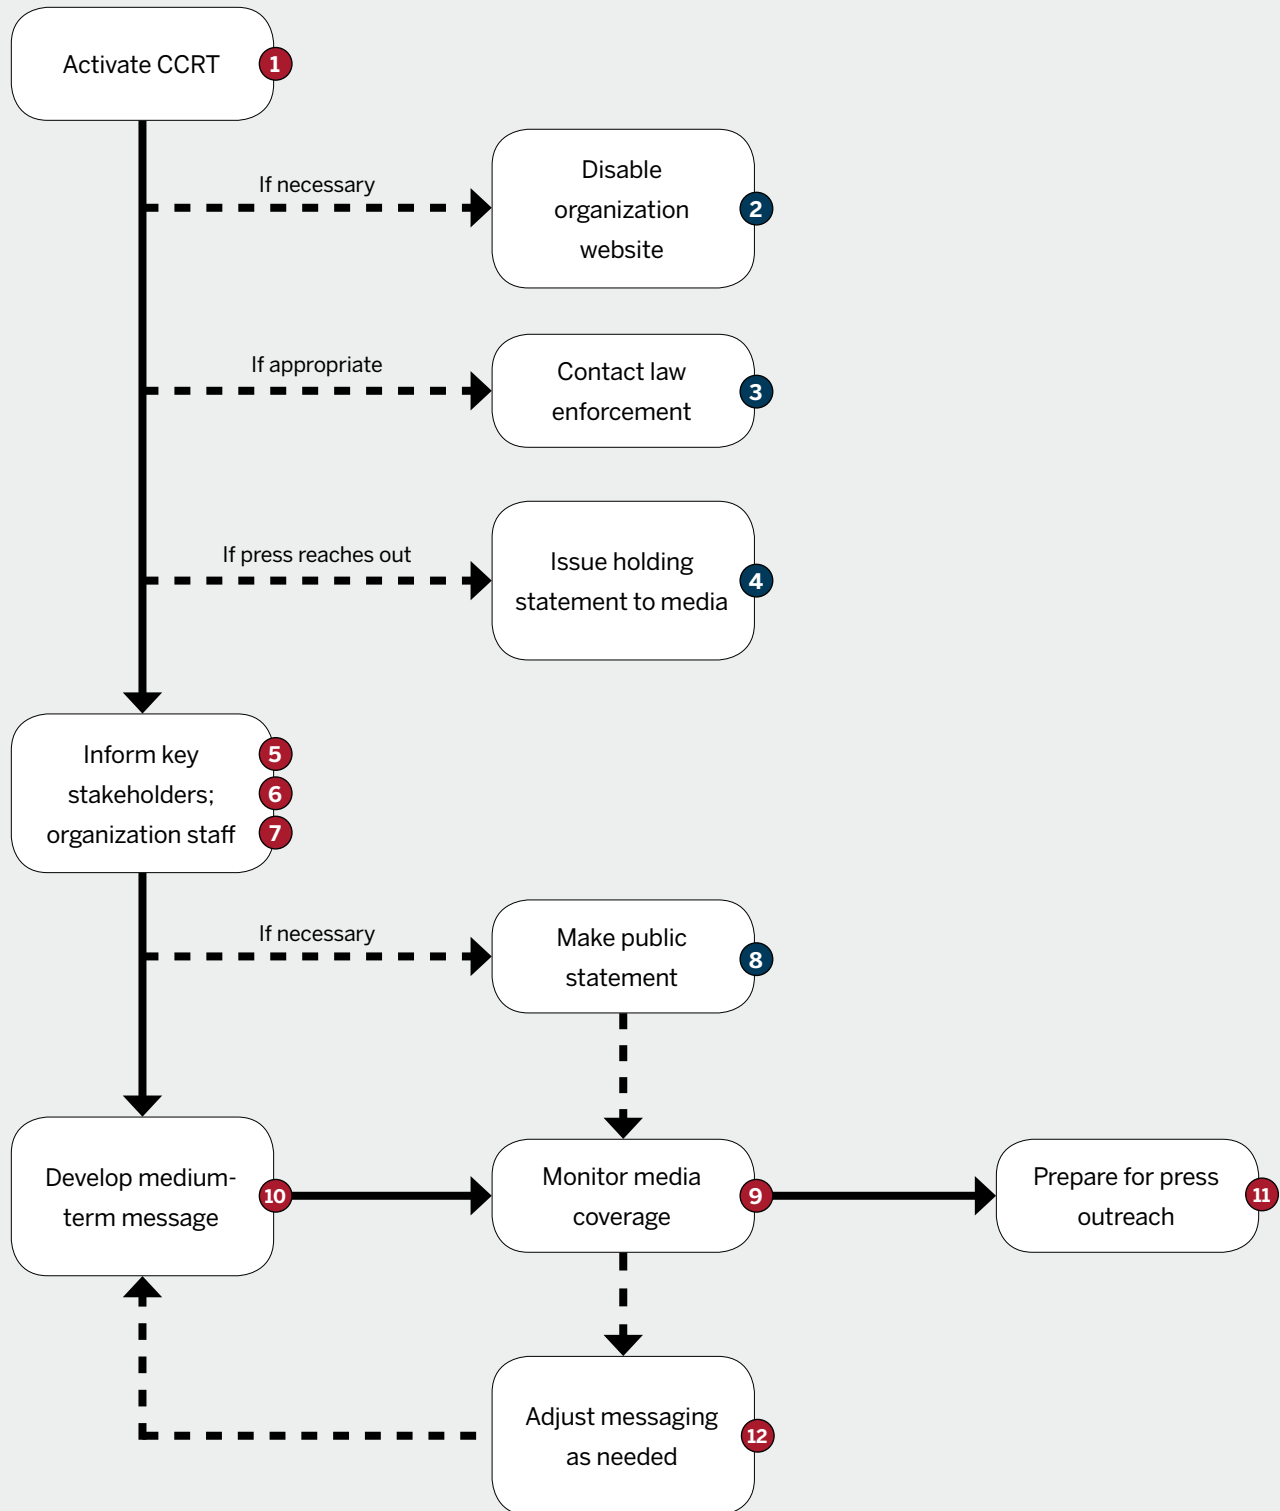 Activate CCRT
1
If necessary
Disable
organization
website
2
If appropriate
Contact law
enforcement
3
If press reaches out
Issue holding
statement to media
4
Inform key
stakeholders;
organization staff
5
6
7
If necessary
Make public
statement
8
Develop medium-
term message
10
Monitor media
coverage
9
Prepare for press
outreach
11
Adjust messaging
as needed
12